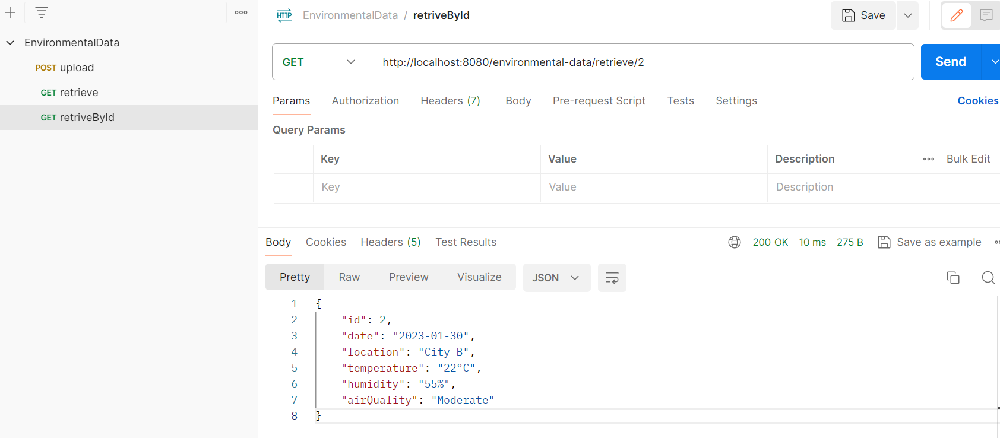 HTTP EnvironmentalData / retriveById Save
EnvironmentalData
POST upload
GET retrieve
GET retriveById
GET http://localhost:8080/environmental-data/retrieve/2 Send
Params Authorization Headers (7) Body Pre-request Script Tests Settings Cookies
Query Params
Key Value Description Bulk Edit
Key Value Description
Body Cookies Headers (5) Test Results 200 OK 10 ms 275 B Save as example
Pretty Raw Preview Visualize JSON
1 {
2 "id": 2,
3 "date": "2023-01-30",
4 "location": "City B",
5 "temperature": "22°C",
6 "humidity": "55%",
7 "airQuality": "Moderate"
8 }